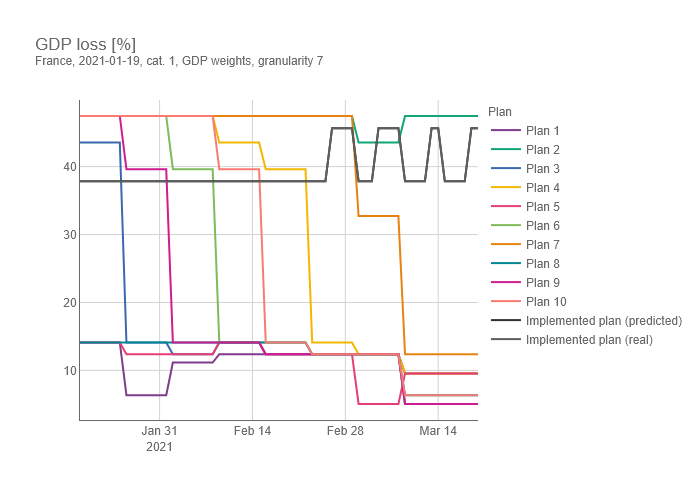 GDP loss [%]
France, 2021-01-19, cat. 1, GDP weights, granularity 7
Plan
Plan 1
Plan 2
Plan 3
Plan 4
Plan 5
Plan 6
Plan 7
Plan 8
Plan 9
Plan 10
Implemented plan (predicted)
Implemented plan (real)
40
30
20
10
Jan 31
2021
Feb 14
Feb 28
Mar 14